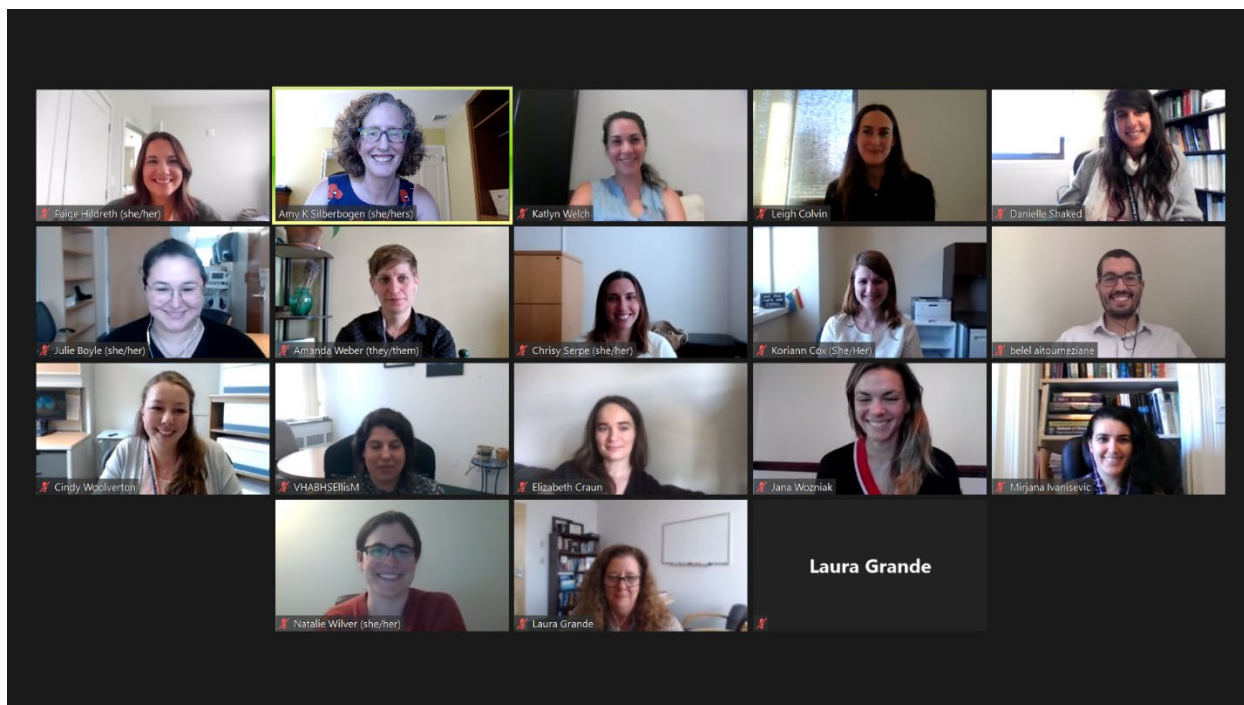 Paige Hildreth (she/her)
Amy K Silberbogen (she/hers)
Katlyn Welch
Leigh Colvin
Danielle Shaked
Julie Boyle (she/her)
Amanda Weber (they/them)
Chrisy Serpe (she/her)
Koriann Cox (She/Her)
belel aitoumeziane
Cindy Woolverton
VHABHSEllisM
Elizabeth Craun
Jana Wozniak
Mirjana Ivanisevic
Natalie Wilver (she/her)
Laura Grande
Laura Grande